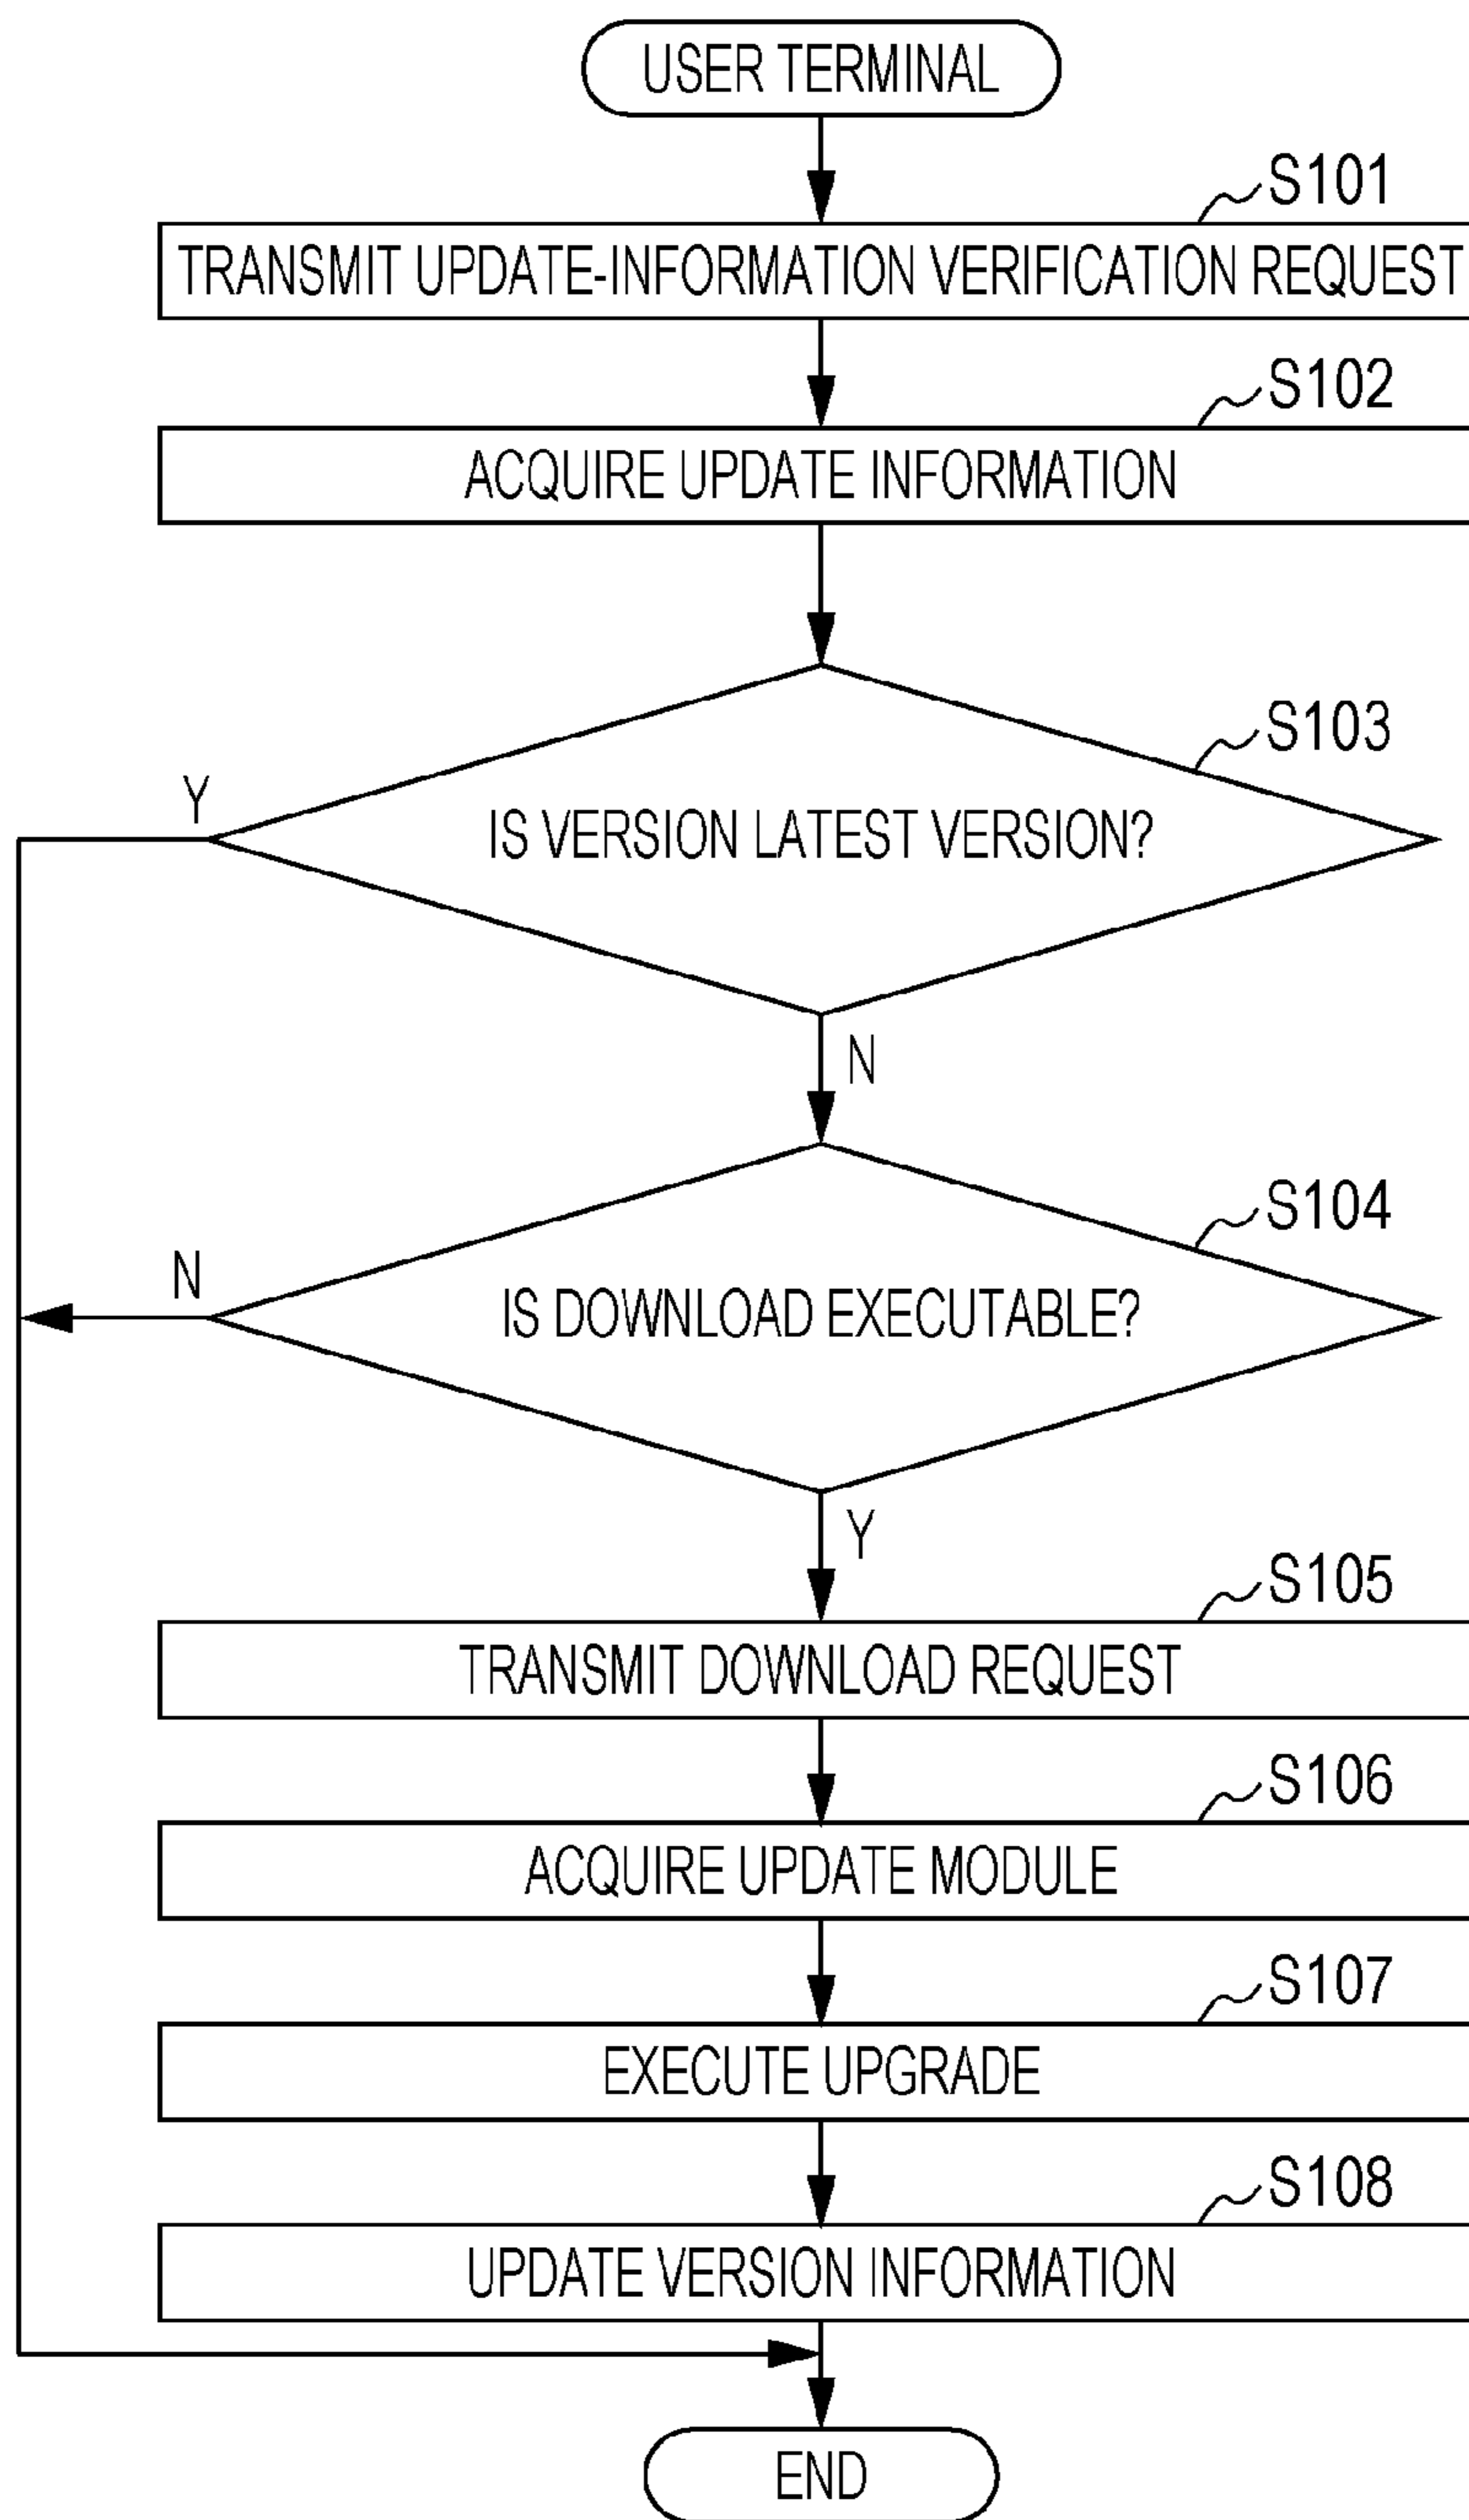 USER TERMINAL
S101
TRANSMIT UPDATE-INFORMATION VERIFICATION REQUEST
S102
ACQUIRE UPDATE INFORMATION
S103
Y
IS VERSION LATEST VERSION?
N
S104
N
IS DOWNLOAD EXECUTABLE?
Y
S105
TRANSMIT DOWNLOAD REQUEST
S106
ACQUIRE UPDATE MODULE
S107
EXECUTE UPGRADE
S108
UPDATE VERSION INFORMATION
END